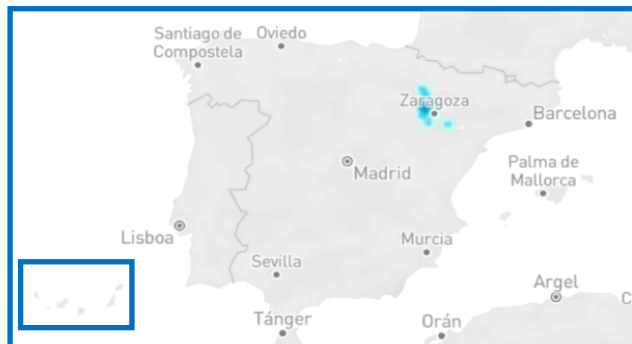 Santiago de
Compostela
Oviedo
Zaragoza
Barcelona
Madrid
Palma de
Mallorca
Lisboa
Murcia
Sevilla
Argel
Tánger
Orán
C